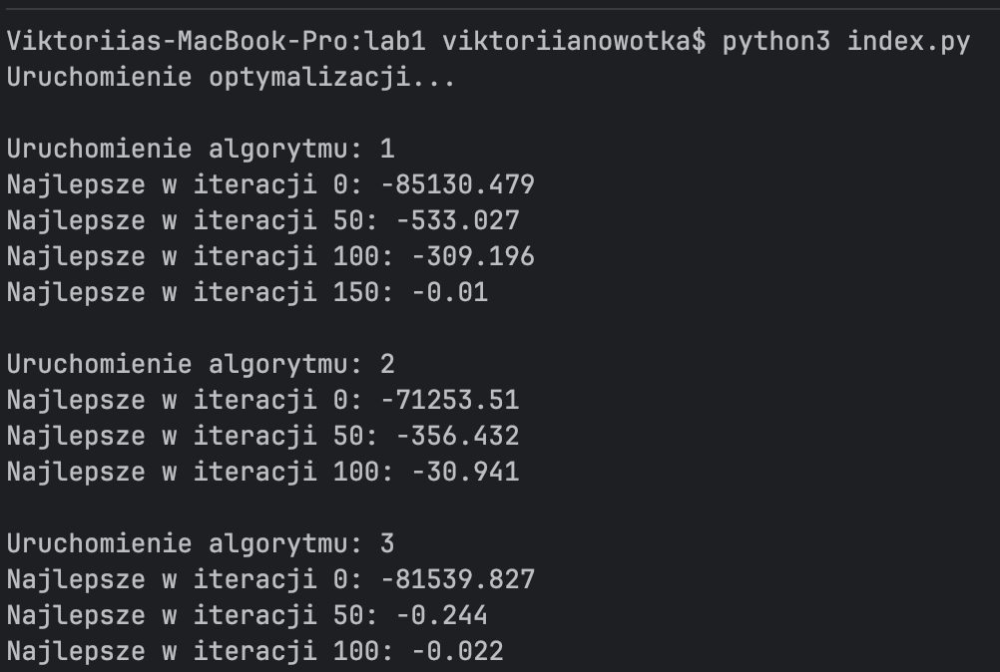 Viktoriias-MacBook-Pro:lab1 viktoriianowotka$ python3 index.py
Uruchomienie optymalizacji...
Uruchomienie algorytmu: 1
Najlepsze w iteracji 0: -85130.479
Najlepsze w iteracji 50: -533.027
Najlepsze w iteracji 100: -309.196
Najlepsze w iteracji 150: -0.01
Uruchomienie algorytmu: 2
Najlepsze w iteracji 0: -71253.51
Najlepsze w iteracji 50: -356.432
Najlepsze w iteracji 100: -30.941
Uruchomienie algorytmu: 3
Najlepsze w iteracji 0: -81539.827
Najlepsze w iteracji 50: -0.244
Najlepsze w iteracji 100: -0.022